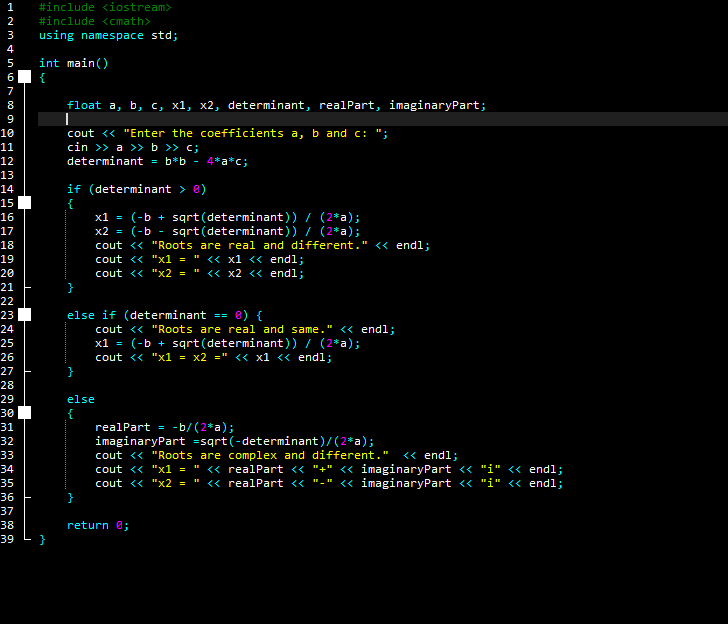 1 #include <iostream>
2 #include <cmath>
3 using namespace std;
4
5 int main()
6 {
7
8 float a, b, c, x1, x2, determinant, realPart, imaginaryPart;
9
10 cout << "Enter the coefficients a, b and c: ";
11 cin >> a >> b >> c;
12 determinant = b*b - 4*a*c;
13
14 if (determinant > 0)
15 {
16 x1 = (-b + sqrt(determinant)) / (2*a);
17 x2 = (-b - sqrt(determinant)) / (2*a);
18 cout << "Roots are real and different." << endl;
19 cout << "x1 = " << x1 << endl;
20 cout << "x2 = " << x2 << endl;
21 }
22
23 else if (determinant == 0) {
24 cout << "Roots are real and same." << endl;
25 x1 = (-b + sqrt(determinant)) / (2*a);
26 cout << "x1 = x2 =" << x1 << endl;
27 }
28
29 else
30 {
31 realPart = -b/(2*a);
32 imaginaryPart =sqrt(-determinant)/(2*a);
33 cout << "Roots are complex and different."  << endl;
34 cout << "x1 = " << realPart << "+" << imaginaryPart << "i" << endl;
35 cout << "x2 = " << realPart << "-" << imaginaryPart << "i" << endl;
36 }
37
38 return 0;
39 }